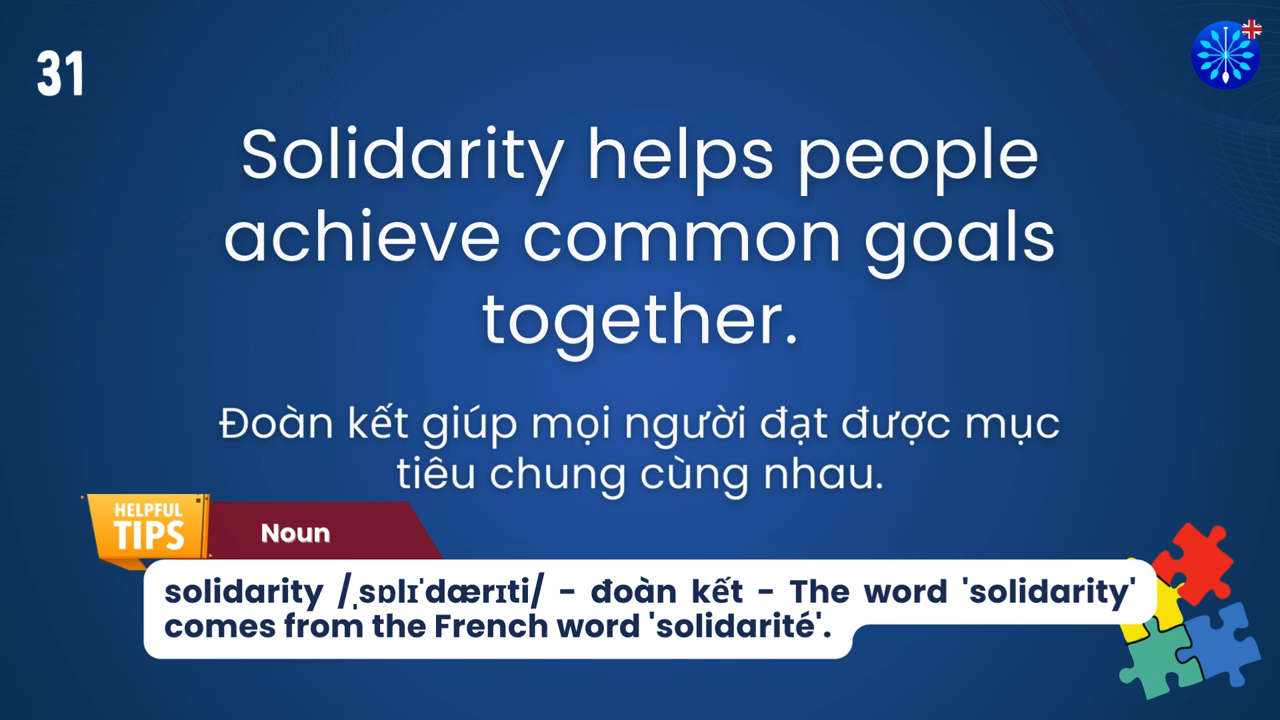 31
Solidarity helps people
achieve common goals
together.
Đoàn kết giúp mọi người đạt được mục
tiêu chung cùng nhau.
HELPFUL
TIPS
Noun
solidarity /ˌsɒlɪˈdærɪti/ - đoàn kết - The word 'solidarity'
comes from the French word 'solidarité'.